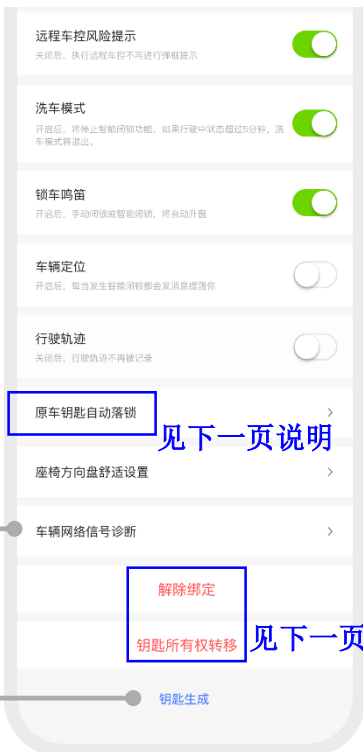 远程车控风险提示
关闭后，执行远程车控不再进行弹框提示
洗车模式
开启后，将停止智能闭锁功能，如果行驶中状态超过5分钟，洗
车模式将退出。
锁车鸣笛
开启后，手动闭锁或智能闭锁，将自动升窗
车辆定位
开启后，每当发生智能闭锁都会发消息提醒你
行驶轨迹
关闭后，行驶轨迹不再被记录
原车钥匙自动落锁
见下一页说明
座椅方向盘舒适设置
车辆网络信号诊断
解除绑定
钥匙所有权转移
见下一页
钥匙生成